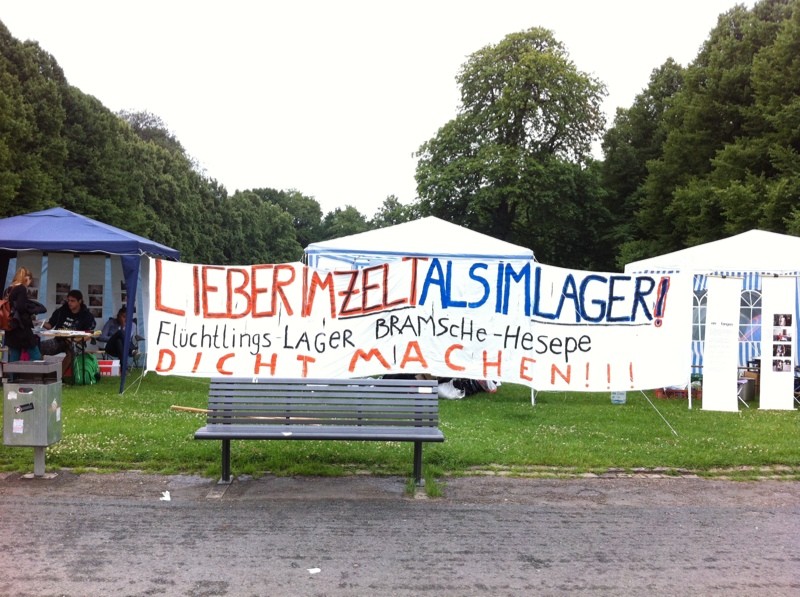 LIEBER IM ZELT ALS IM LAGER!
Flüchtlings-LAGER BRAMSCHE-HESEPE
DICHT MACHEN!!!